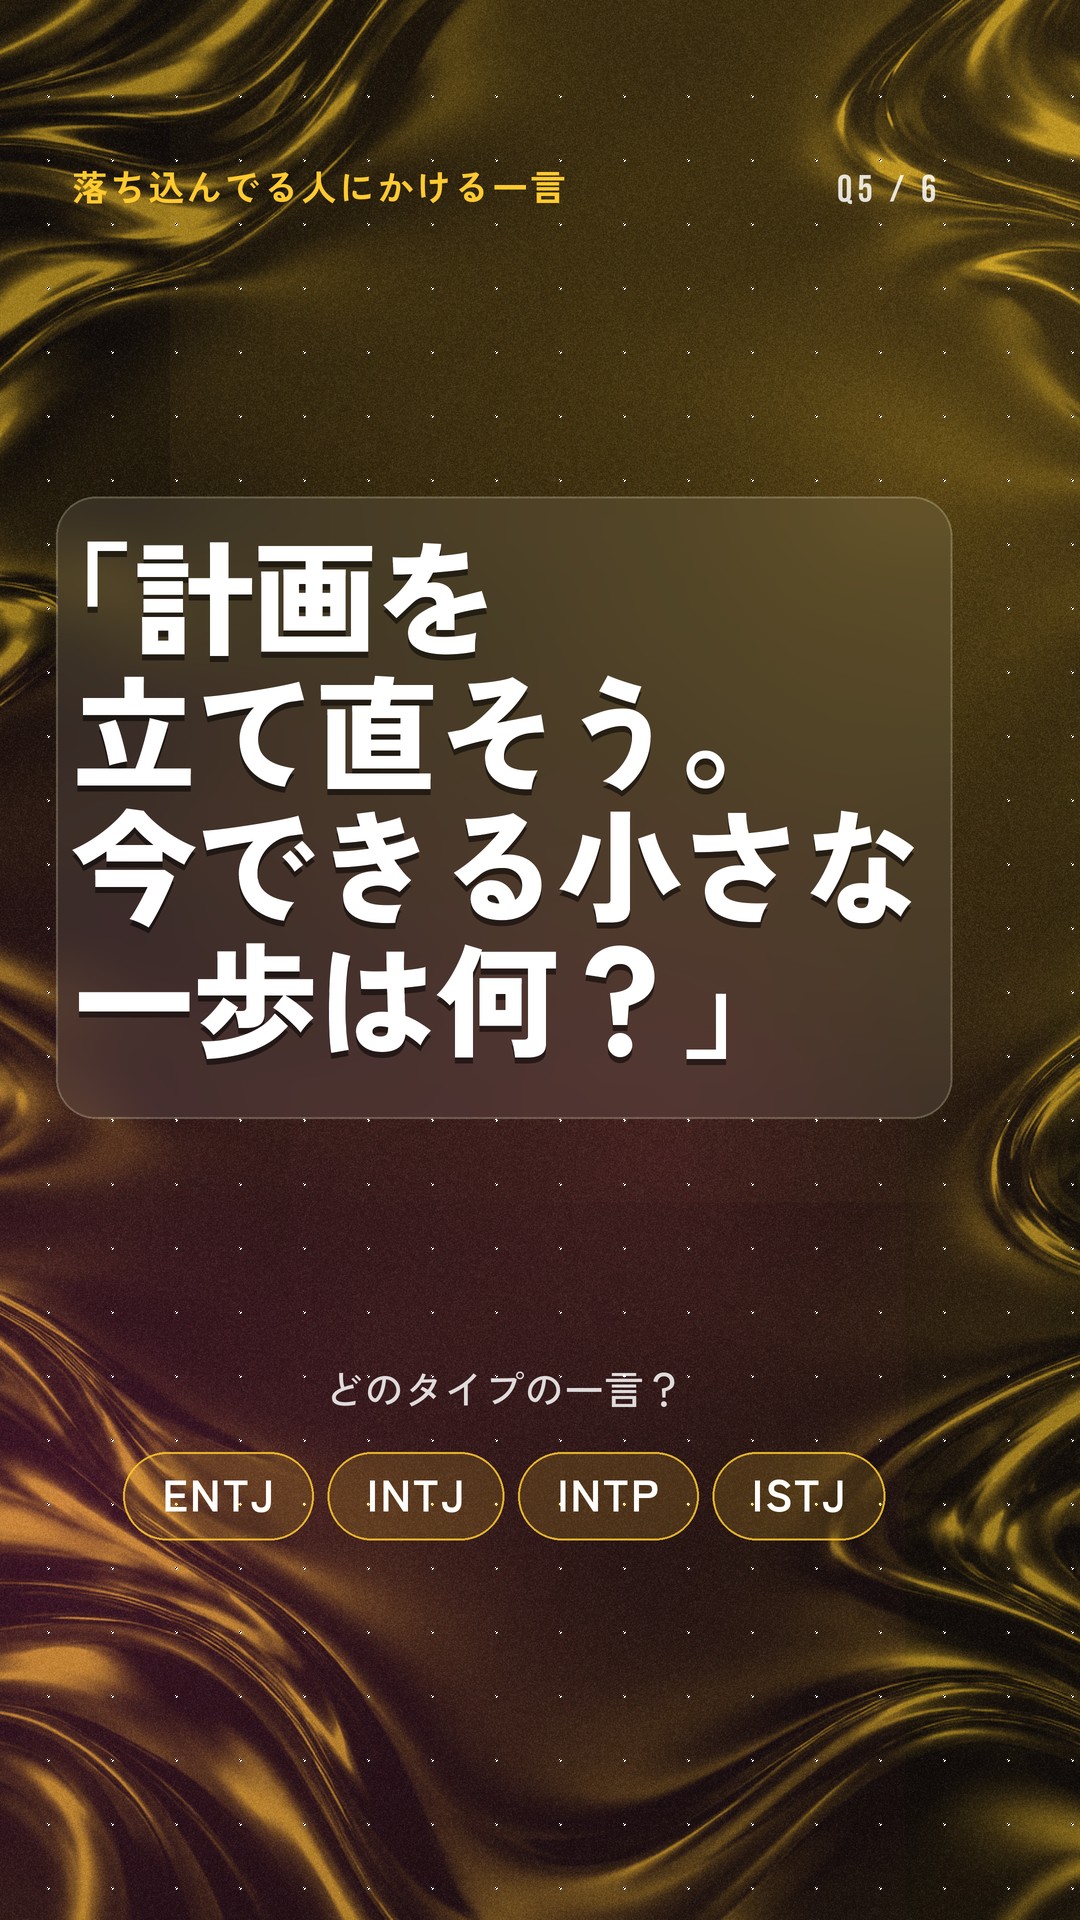 落ち込んでる人にかける一言
Q5 / 6
「計画を
立て直そう。
今できる小さな
一歩は何？」
どのタイプの一言？
ENTJ
INTJ
INTP
ISTJ